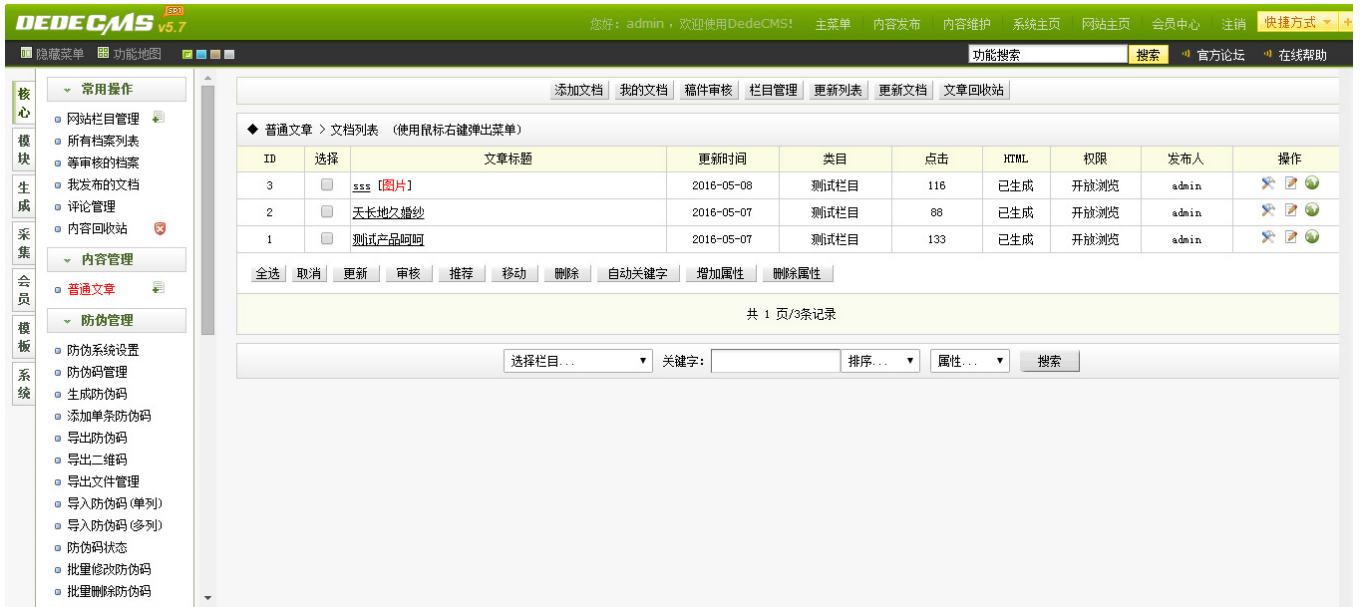 DEDECMS SP1 v5.7
您好：admin，欢迎使用DedeCMS! 主菜单 内容发布 内容维护 系统主页 网站主页 会员中心 注销 快捷方式 +
隐藏菜单 功能地图 功能搜索 搜索 官方论坛 在线帮助
核心
模块
生成
采集
会员
模板
系统
常用操作
网站栏目管理
所有档案列表
等审核的档案
我发布的文档
评论管理
内容回收站
内容管理
普通文章
防伪管理
防伪系统设置
防伪码管理
生成防伪码
添加单条防伪码
导出防伪码
导出二维码
导出文件管理
导入防伪码(单列)
导入防伪码(多列)
防伪码状态
批量修改防伪码
批量删除防伪码
添加文档 我的文档 稿件审核 栏目管理 更新列表 更新文档 文章回收站
◆ 普通文章 > 文档列表 (使用鼠标右键弹出菜单)
ID 选择 文章标题 更新时间 类目 点击 HTML 权限 发布人 操作
3 sss [图片] 2016-05-08 测试栏目 116 已生成 开放浏览 admin
2 天长地久婚纱 2016-05-07 测试栏目 88 已生成 开放浏览 admin
1 测试产品呵呵 2016-05-07 测试栏目 133 已生成 开放浏览 admin
全选 取消 更新 审核 推荐 移动 删除 自动关键字 增加属性 删除属性
共 1 页/3条记录
选择栏目... 关键字: 排序... 属性... 搜索